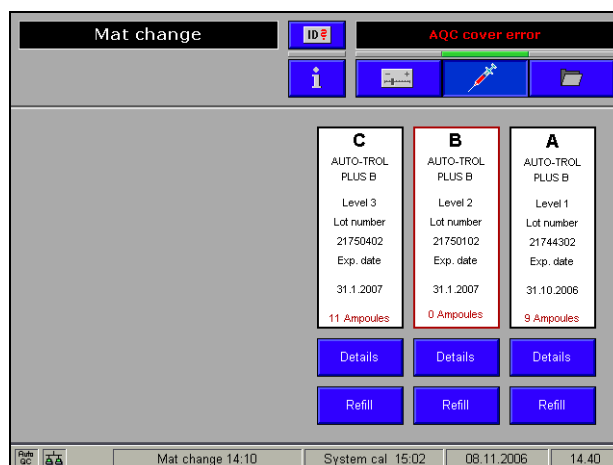 Mat change
ID
AQC cover error
i
C
AUTO-TROL
PLUS B
Level 3
Lot number
21750402
Exp. date
31.1.2007
11 Ampoules
B
AUTO-TROL
PLUS B
Level 2
Lot number
21750102
Exp. date
31.1.2007
0 Ampoules
A
AUTO-TROL
PLUS B
Level 1
Lot number
21744302
Exp. date
31.10.2006
9 Ampoules
Details
Details
Details
Refill
Refill
Refill
Auto
QC
Mat change 14:10
System cal 15:02
08.11.2006
14.40